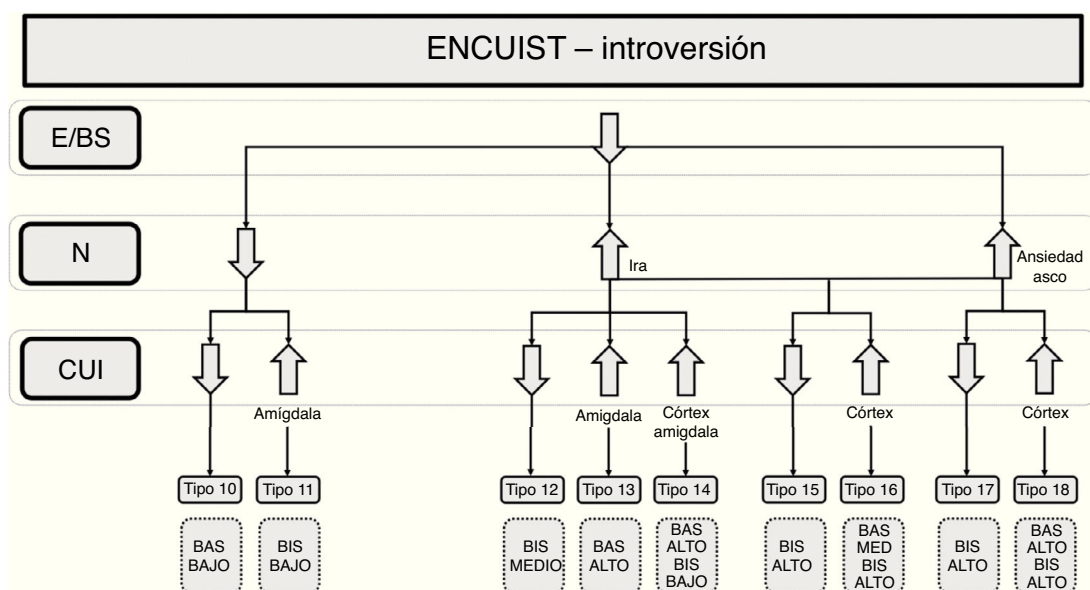 ENCUIST – introversión
E/BS
N
Ira
Ansiedad
asco
CUI
Amígdala
Amigdala
Córtex
amigdala
Córtex
Córtex
Tipo 10
Tipo 11
Tipo 12
Tipo 13
Tipo 14
Tipo 15
Tipo 16
Tipo 17
Tipo 18
BAS
BAJO
BIS
BAJO
BIS
MEDIO
BAS
ALTO
BAS
ALTO
BIS
BAJO
BIS
ALTO
BAS
MED
BIS
ALTO
BIS
ALTO
BAS
ALTO
BIS
ALTO